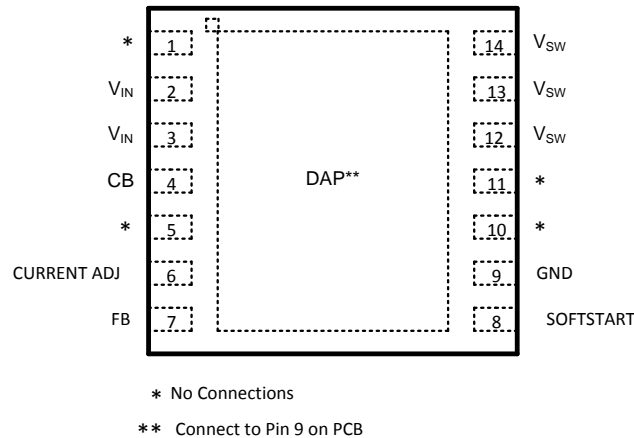 * 1 14 VSW
VIN 2 13 VSW
VIN 3 12 VSW
CB 4 DAP** 11 *
* 5 10 *
CURRENT ADJ 6 9 GND
FB 7 8 SOFTSTART
* No Connections
** Connect to Pin 9 on PCB